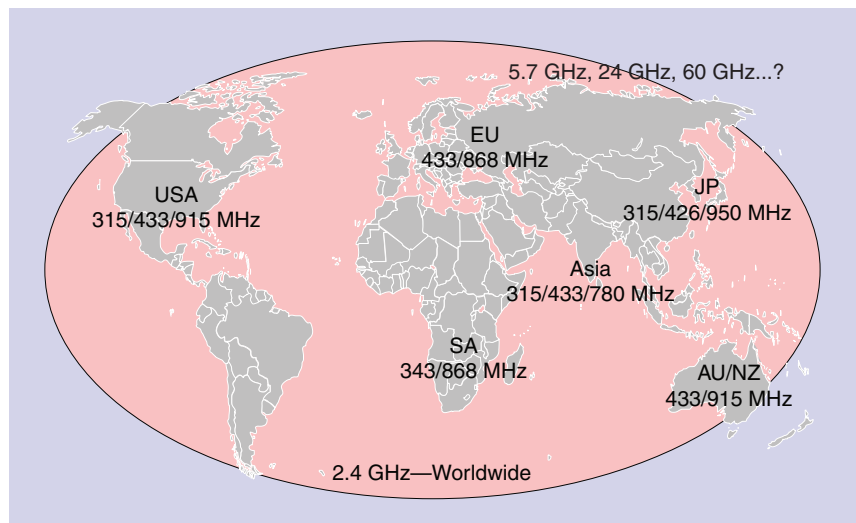 5.7 GHz, 24 GHz, 60 GHz...?
EU
433/868 MHz
USA
315/433/915 MHz
JP
315/426/950 MHz
Asia
315/433/780 MHz
SA
343/868 MHz
AU/NZ
433/915 MHz
2.4 GHz—Worldwide